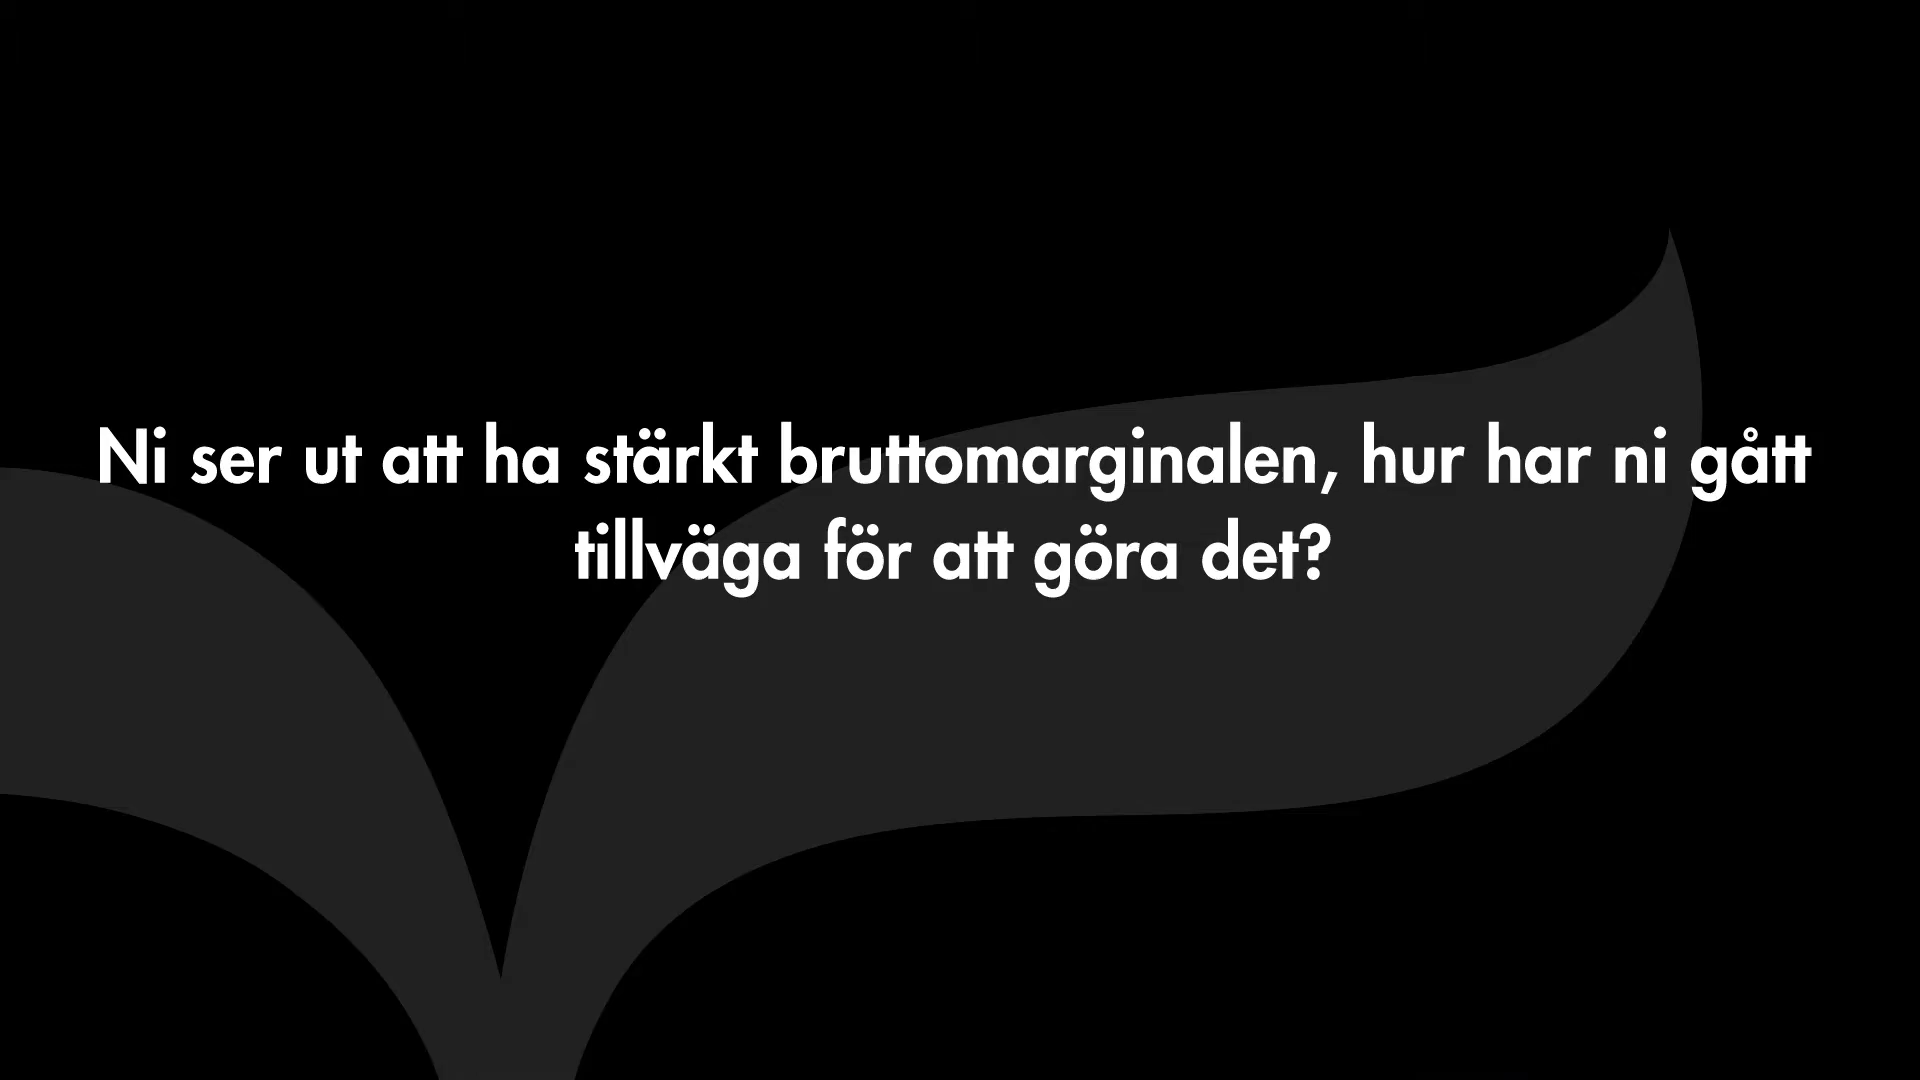 Ni ser ut att ha stärkt bruttomarginalen, hur har ni gått
tillväga för att göra det?